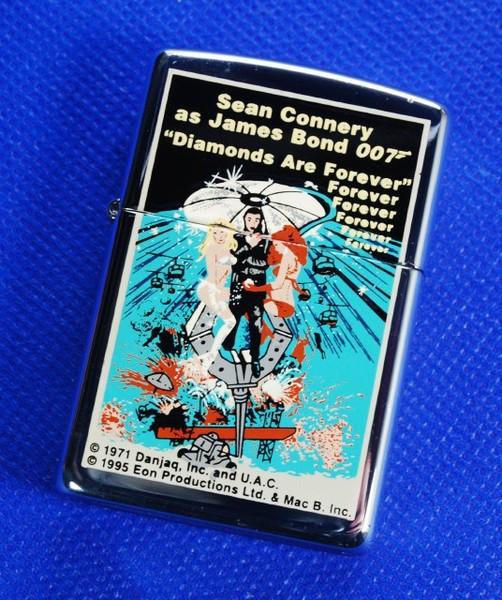 Sean Connery
as James Bond 007
"Diamonds Are Forever"
Forever
Forever
Forever
Forever
Forever
© 1971 Danjaq, Inc. and U.A.C.
© 1995 Eon Productions Ltd. & Mac B. Inc.